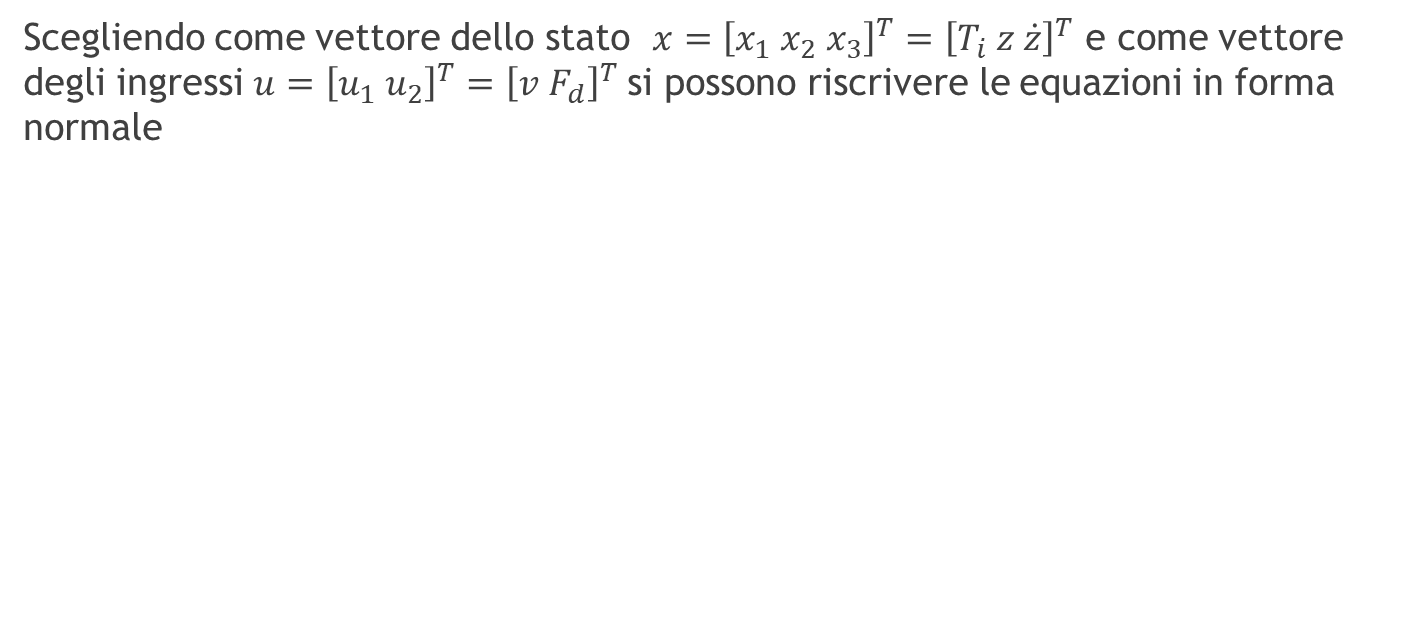 Scegliendo come vettore dello stato x = [x₁ x₂ x₃]ᵀ = [Tᵢ z ż]ᵀ e come vettore
degli ingressi u = [u₁ u₂]ᵀ = [v F_d]ᵀ si possono riscrivere le equazioni in forma
normale